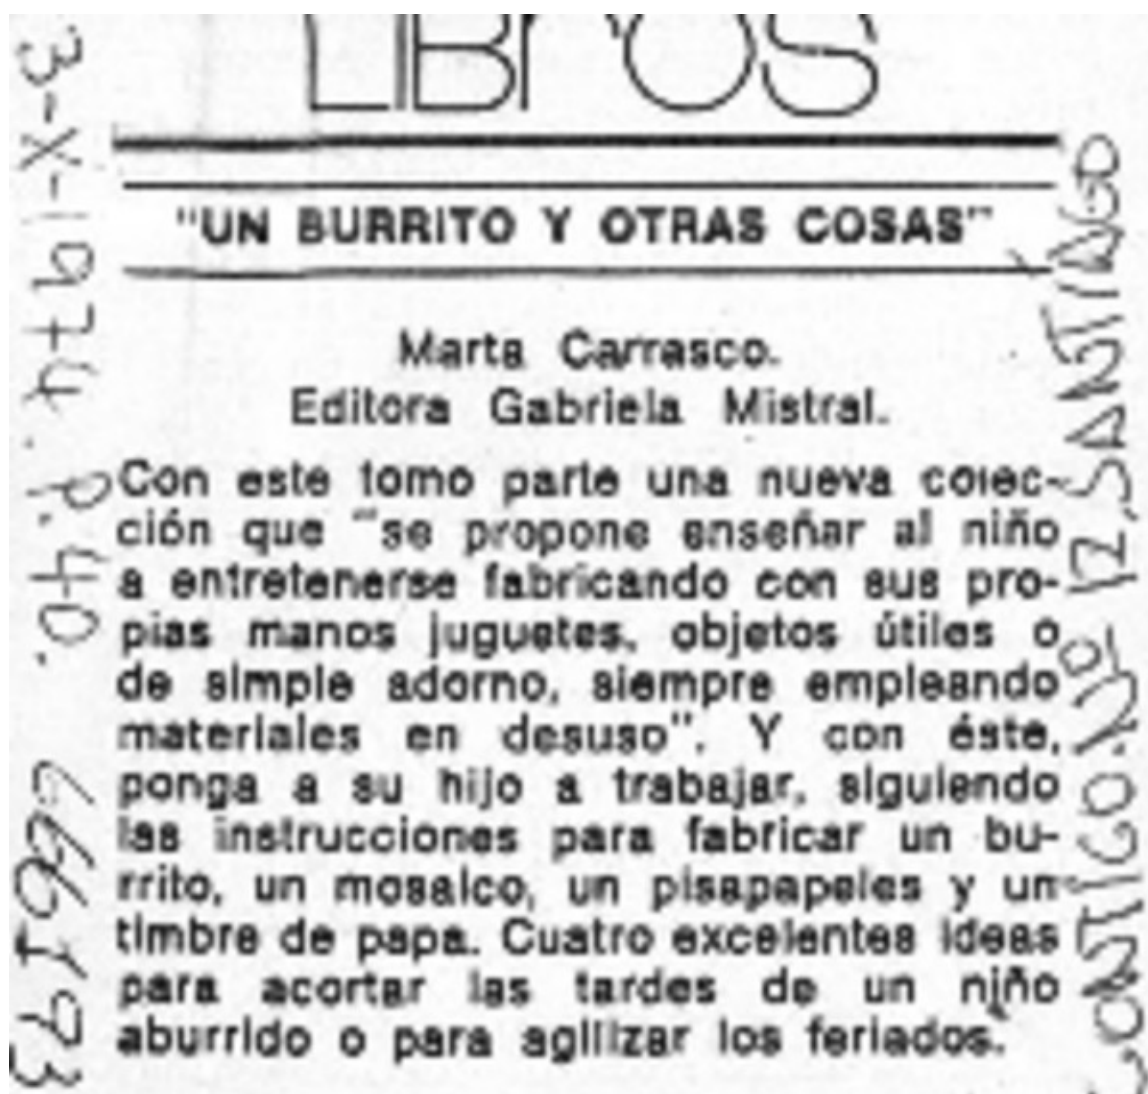 Libros
"UN BURRITO Y OTRAS COSAS"
Marta Carrasco.
Editora Gabriela Mistral.
Con este tomo parte una nueva colec-
ción que "se propone enseñar al niño
a entretenerse fabricando con sus pro-
pias manos juguetes, objetos útiles o
de simple adorno, siempre empleando
materiales en desuso". Y con éste,
ponga a su hijo a trabajar, siguiendo
las instrucciones para fabricar un bu-
rrito, un mosaico, un pisapapeles y un
timbre de papa. Cuatro excelentes ideas
para acortar las tardes de un niño
aburrido o para agilizar los feriados.
3-X-1974. P.40.
SANTIAGO